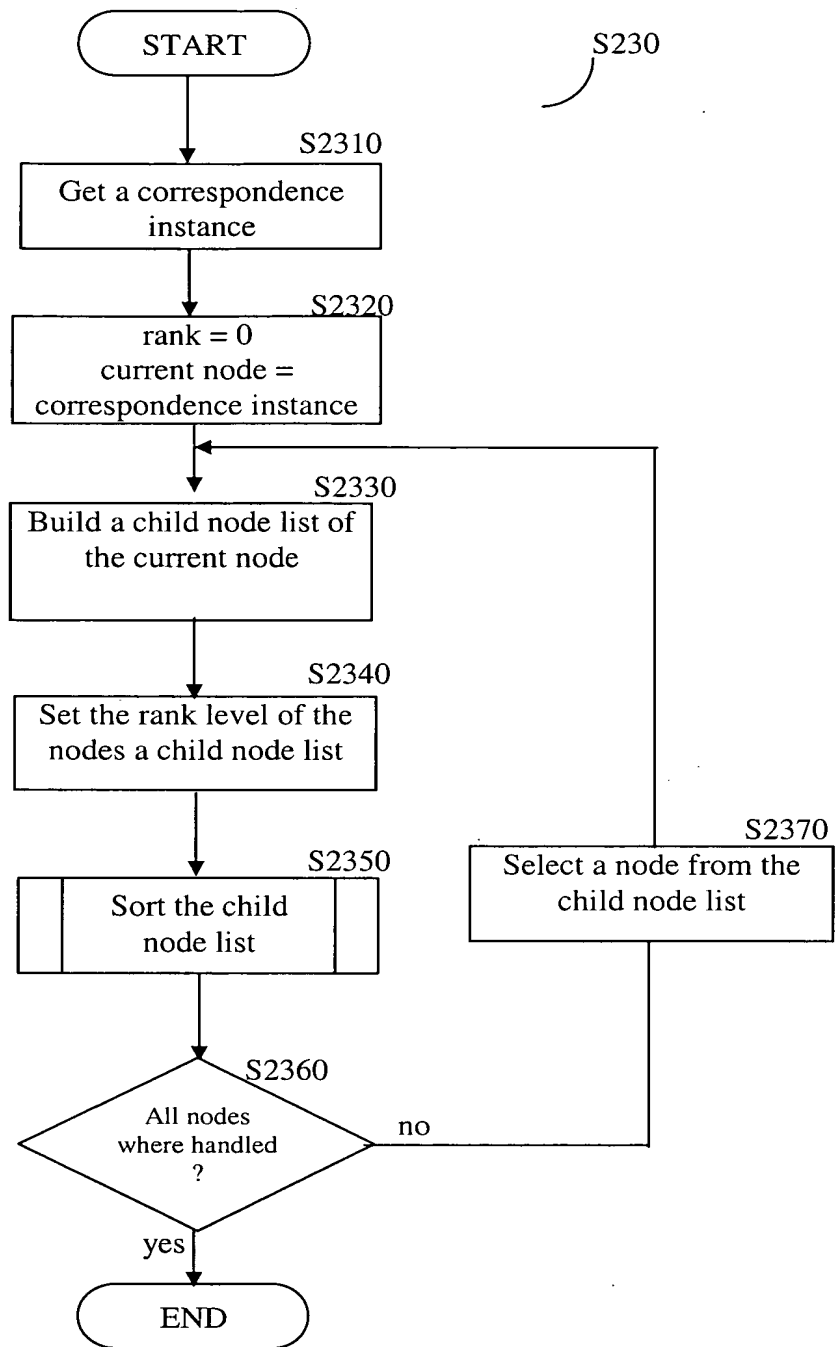 START
S230
S2310
Get a correspondence
instance
S2320
rank = 0
current node =
correspondence instance
S2330
Build a child node list of
the current node
S2340
Set the rank level of the
nodes a child node list
S2370
Select a node from the
child node list
S2350
Sort the child
node list
S2360
All nodes
where handled
?
no
yes
END